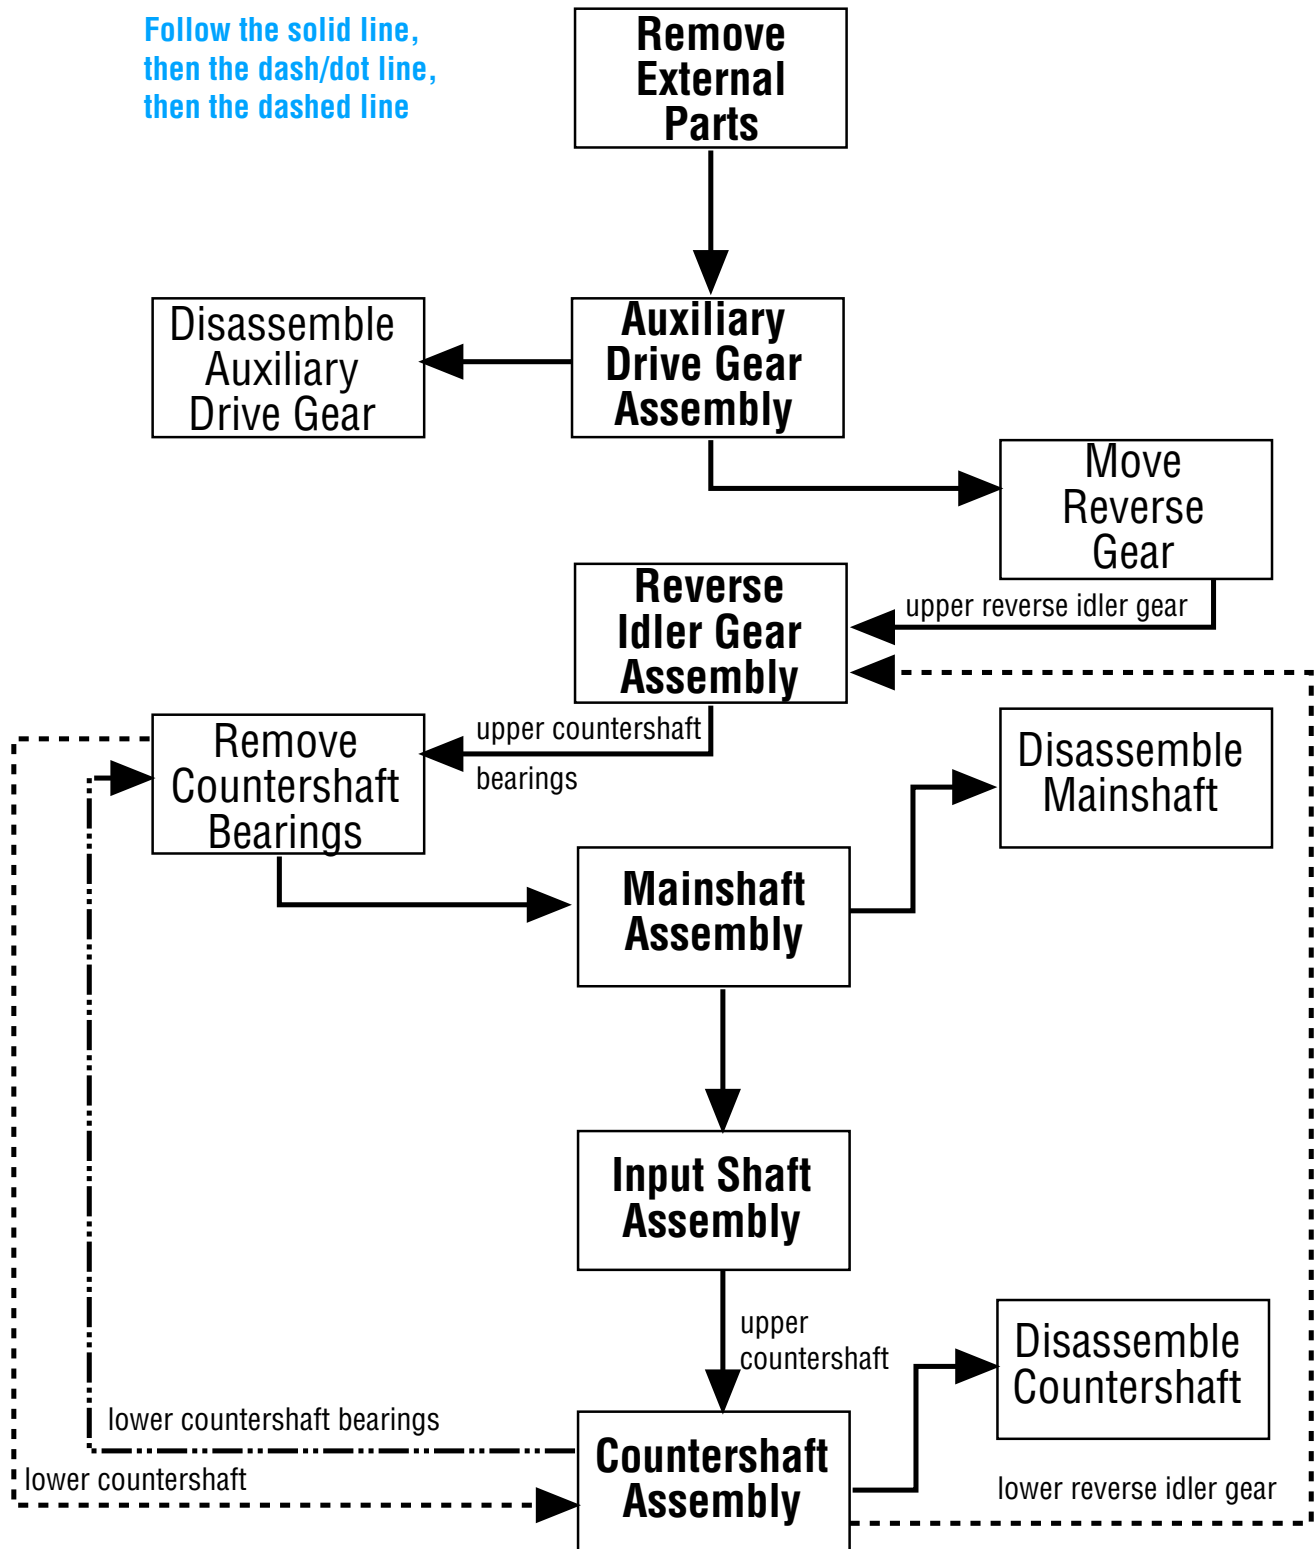 Follow the solid line,
then the dash/dot line,
then the dashed line
Remove
External
Parts
Disassemble
Auxiliary
Drive Gear
Auxiliary
Drive Gear
Assembly
Move
Reverse
Gear
Reverse
Idler Gear
Assembly
upper reverse idler gear
upper countershaft
bearings
Remove
Countershaft
Bearings
Disassemble
Mainshaft
Mainshaft
Assembly
Input Shaft
Assembly
upper
countershaft
Disassemble
Countershaft
lower countershaft bearings
Countershaft
Assembly
lower countershaft
lower reverse idler gear